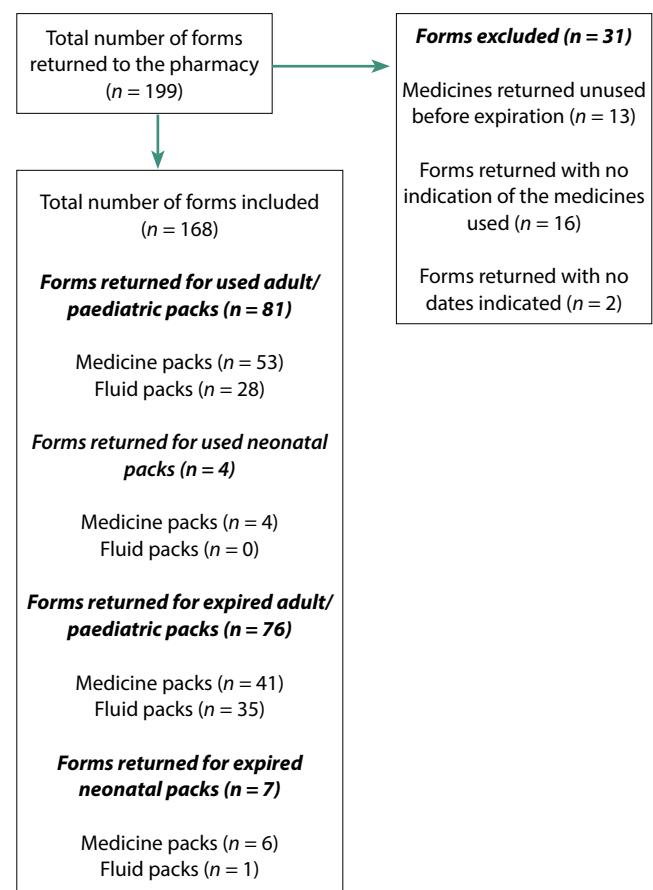 Total number of forms
returned to the pharmacy
(n = 199)
Forms excluded (n = 31)
Medicines returned unused
before expiration (n = 13)
Forms returned with no
indication of the medicines
used (n = 16)
Forms returned with no
dates indicated (n = 2)
Total number of forms included
(n = 168)
Forms returned for used adult/
paediatric packs (n = 81)
Medicine packs (n = 53)
Fluid packs (n = 28)
Forms returned for used neonatal
packs (n = 4)
Medicine packs (n = 4)
Fluid packs (n = 0)
Forms returned for expired adult/
paediatric packs (n = 76)
Medicine packs (n = 41)
Fluid packs (n = 35)
Forms returned for expired
neonatal packs (n = 7)
Medicine packs (n = 6)
Fluid packs (n = 1)